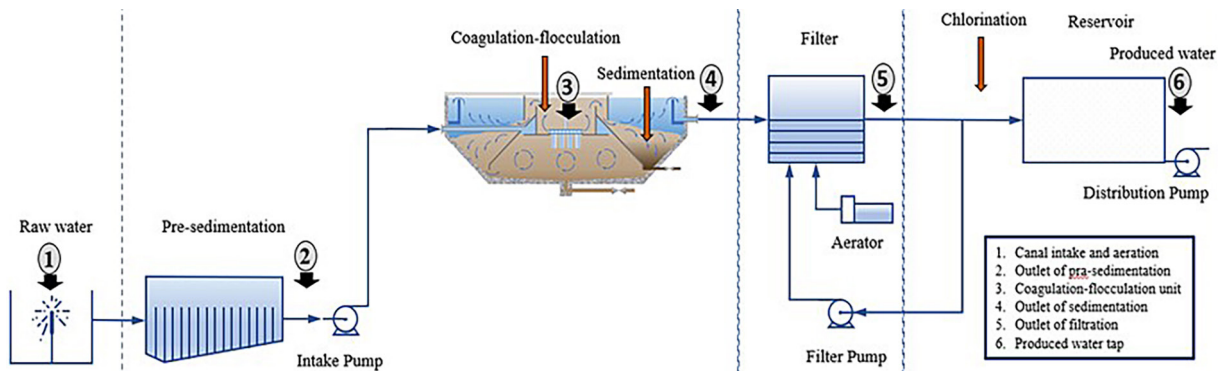 Raw water
1
Pre-sedimentation
2
Intake Pump
Coagulation-flocculation
3
Sedimentation
4
Filter
5
Aerator
Filter Pump
Chlorination
Reservoir
Produced water
6
Distribution Pump
1. Canal intake and aeration
2. Outlet of pra-sedimentation
3. Coagulation-flocculation unit
4. Outlet of sedimentation
5. Outlet of filtration
6. Produced water tap